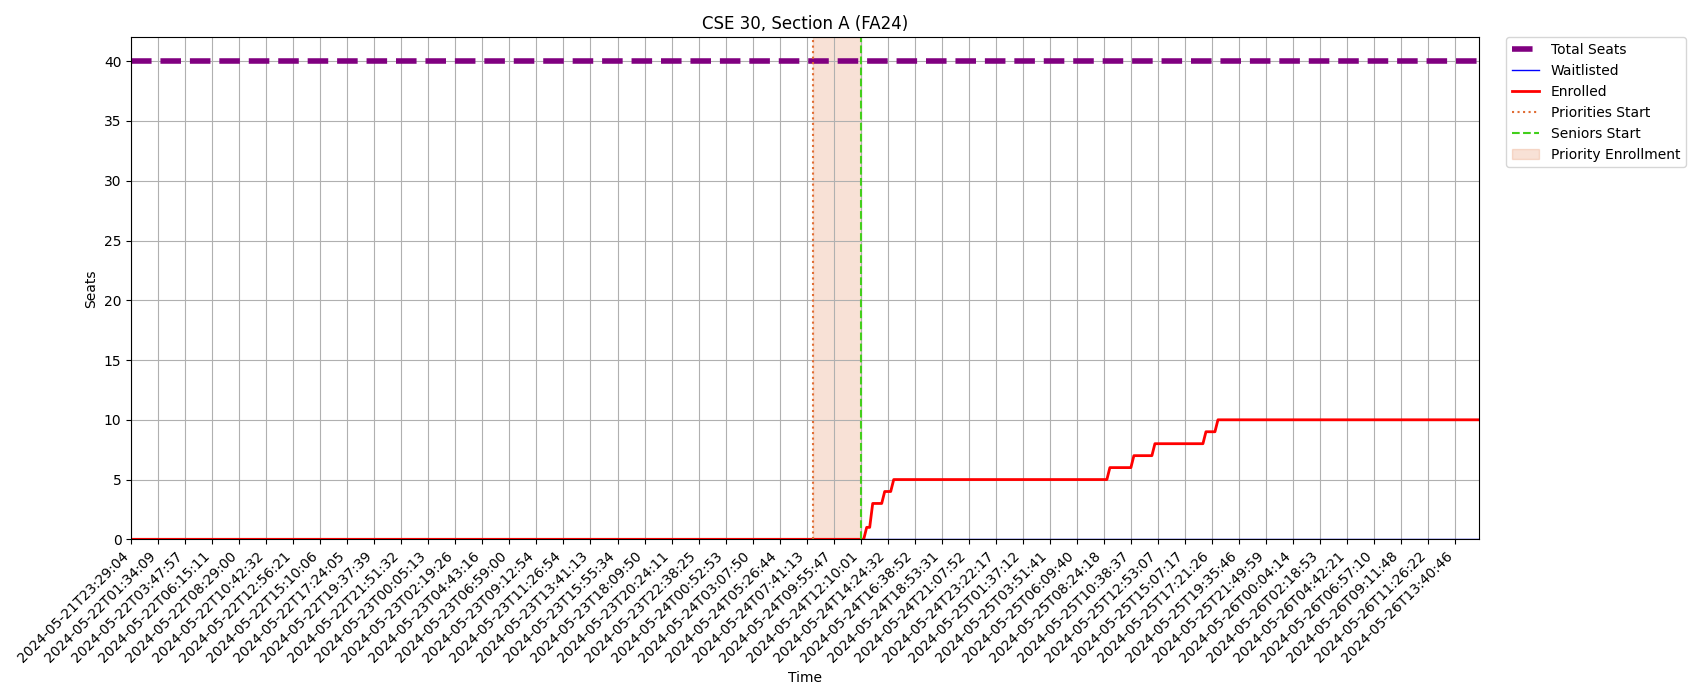 CSE 30, Section A (FA24)
Total Seats
Waitlisted
Enrolled
Priorities Start
Seniors Start
Priority Enrollment
Seats
40
35
30
25
20
15
10
5
0
2024-05-21T23:29:04
2024-05-22T01:34:09
2024-05-22T03:47:57
2024-05-22T06:15:11
2024-05-22T08:29:00
2024-05-22T10:42:32
2024-05-22T12:56:21
2024-05-22T15:10:06
2024-05-22T17:24:05
2024-05-22T19:37:39
2024-05-22T21:51:32
2024-05-23T00:05:13
2024-05-23T02:19:26
2024-05-23T04:43:16
2024-05-23T06:59:00
2024-05-23T09:12:54
2024-05-23T11:26:54
2024-05-23T13:41:13
2024-05-23T15:55:34
2024-05-23T18:09:50
2024-05-23T20:24:11
2024-05-23T22:38:25
2024-05-24T00:52:53
2024-05-24T03:07:50
2024-05-24T05:26:44
2024-05-24T07:41:13
2024-05-24T09:55:47
2024-05-24T12:10:01
2024-05-24T14:24:32
2024-05-24T16:38:52
2024-05-24T18:53:31
2024-05-24T21:07:52
2024-05-24T23:22:17
2024-05-25T01:37:12
2024-05-25T03:51:41
2024-05-25T06:09:40
2024-05-25T08:24:18
2024-05-25T10:38:37
2024-05-25T12:53:07
2024-05-25T15:07:17
2024-05-25T17:21:26
2024-05-25T19:35:46
2024-05-25T21:49:59
2024-05-26T00:04:14
2024-05-26T02:18:53
2024-05-26T04:42:21
2024-05-26T06:57:10
2024-05-26T09:11:48
2024-05-26T11:26:22
2024-05-26T13:40:46
Time